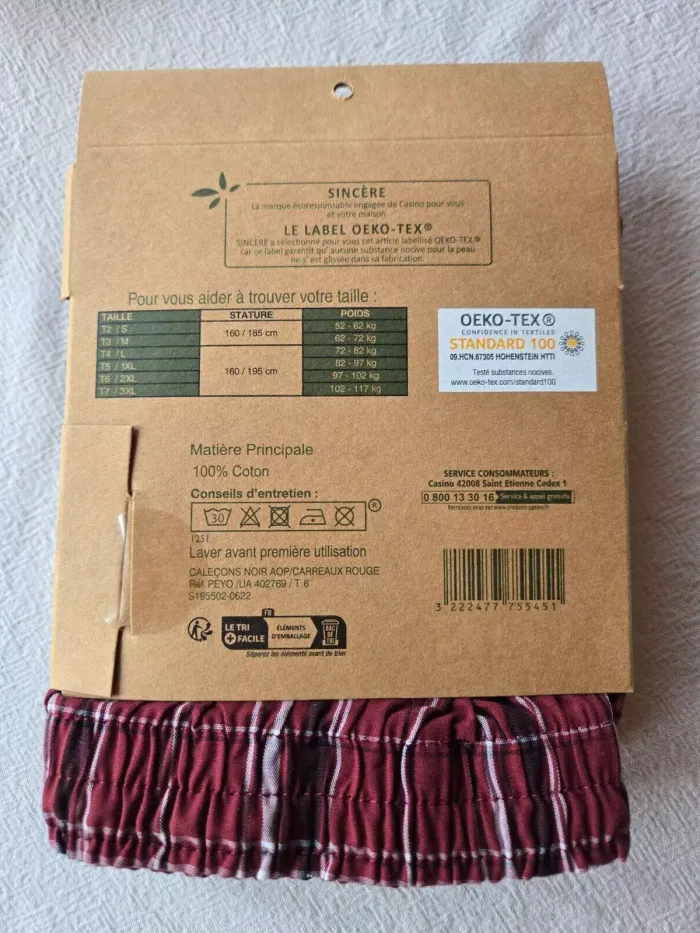 SINCÈRE
La marque écoresponsable engagée de Casino pour vous
et votre maison.
LE LABEL OEKO-TEX®
SINCÈRE a sélectionné pour vous cet article labellisé OEKO-TEX®
car ce label garantit qu' aucune substance nocive pour la peau
ne s' est glissée dans sa fabrication.
Pour vous aider à trouver votre taille :
TAILLE STATURE POIDS
T2 / S 160 / 185 cm 52 - 62 kg
T3 / M 62 - 72 kg
T4 / L 72 - 82 kg
T5 / 1XL 160 / 195 cm 82 - 97 kg
T6 / 2XL 97 - 102 kg
T7 / 3XL 102 - 117 kg
OEKO-TEX®
CONFIDENCE IN TEXTILES
STANDARD 100
09.HCN.67305 HOHENSTEIN HTTI
Testé substances nocives.
www.oeko-tex.com/standard100
Matière Principale
100% Coton
Conseils d'entretien :
30 ®
1251
Laver avant première utilisation
CALEÇONS NOIR AOP/CARREAUX ROUGE
Réf. PEYO /UA 402769 / T.6
S195502-0622
SERVICE CONSOMMATEURS :
Casino 42008 Saint Etienne Cedex 1
0 800 13 30 16 Service & appel gratuits
3 222477 755451
FR
LE TRI
+ FACILE
ÉLÉMENTS
D'EMBALLAGE
BAC
DE
TRI
Séparez les éléments avant de trier